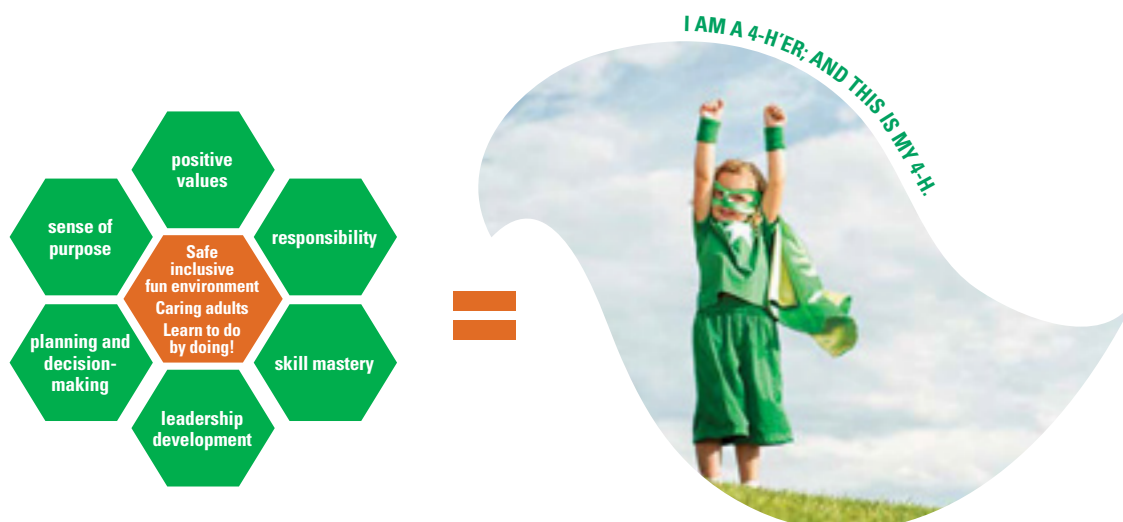 I AM A 4-H’ER; AND THIS IS MY 4-H.
positive
values
sense of
purpose
responsibility
Safe
inclusive
fun environment
Caring adults
Learn to do
by doing!
planning and
decision-
making
skill mastery
leadership
development